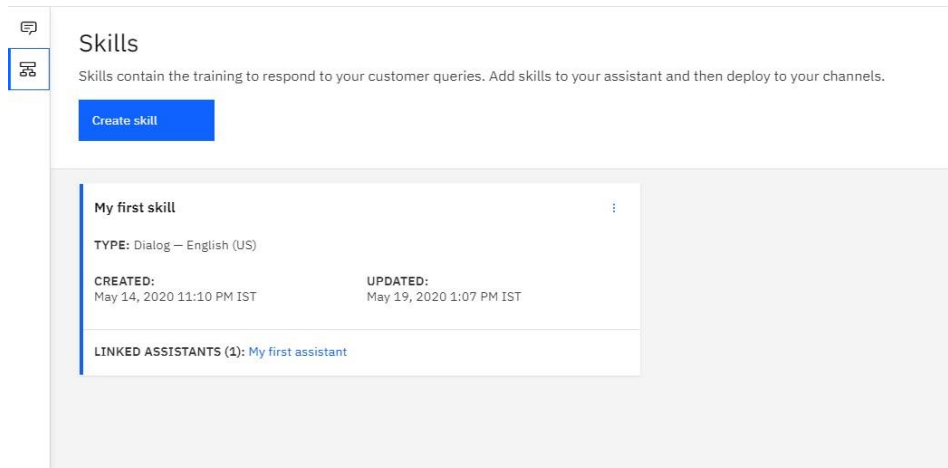 Skills
Skills contain the training to respond to your customer queries. Add skills to your assistant and then deploy to your channels.
Create skill
My first skill
TYPE: Dialog — English (US)
CREATED:
May 14, 2020 11:10 PM IST
UPDATED:
May 19, 2020 1:07 PM IST
LINKED ASSISTANTS (1): My first assistant